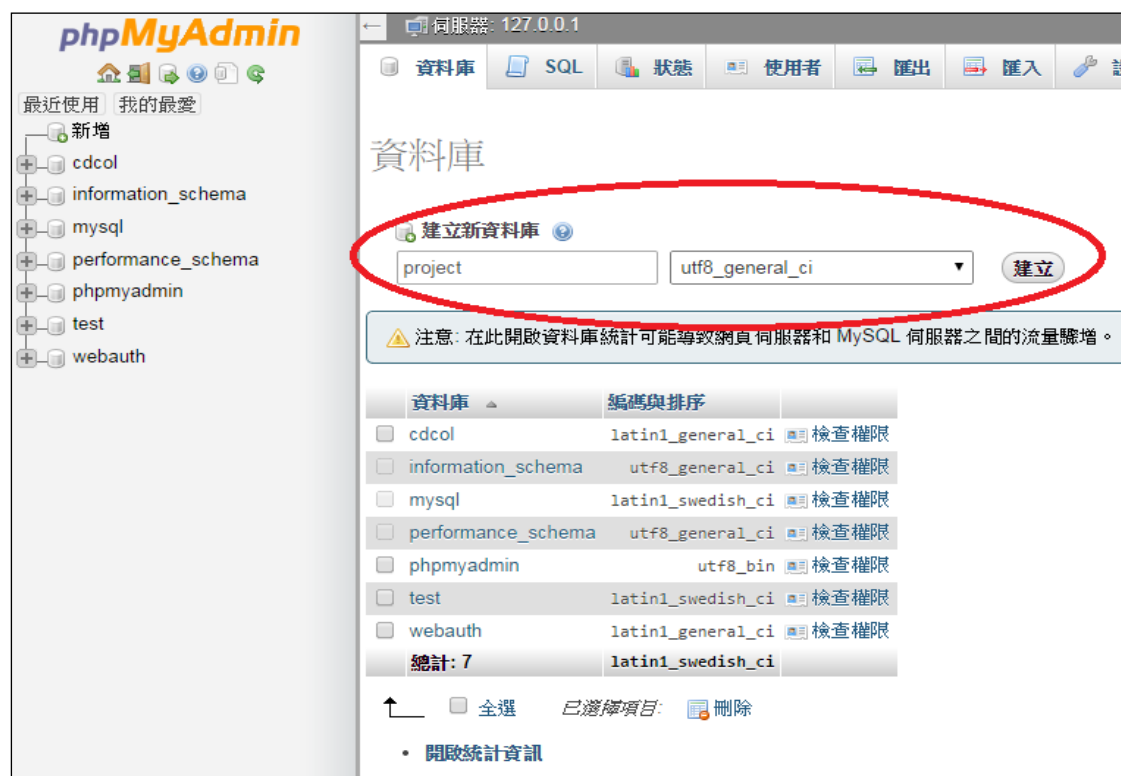 phpMyAdmin
最近使用 我的最愛
新增
cdcol
information_schema
mysql
performance_schema
phpmyadmin
test
webauth
伺服器: 127.0.0.1
資料庫 SQL 狀態 使用者 匯出 匯入
資料庫
建立新資料庫
project utf8_general_ci 建立
注意: 在此開啟資料庫統計可能導致網頁伺服器和 MySQL 伺服器之間的流量驟增。
資料庫 編碼與排序
cdcol latin1_general_ci 檢查權限
information_schema utf8_general_ci 檢查權限
mysql latin1_swedish_ci 檢查權限
performance_schema utf8_general_ci 檢查權限
phpmyadmin utf8_bin 檢查權限
test latin1_swedish_ci 檢查權限
webauth latin1_general_ci 檢查權限
總計: 7 latin1_swedish_ci
全選 已選擇項目: 刪除
• 開啟統計資訊